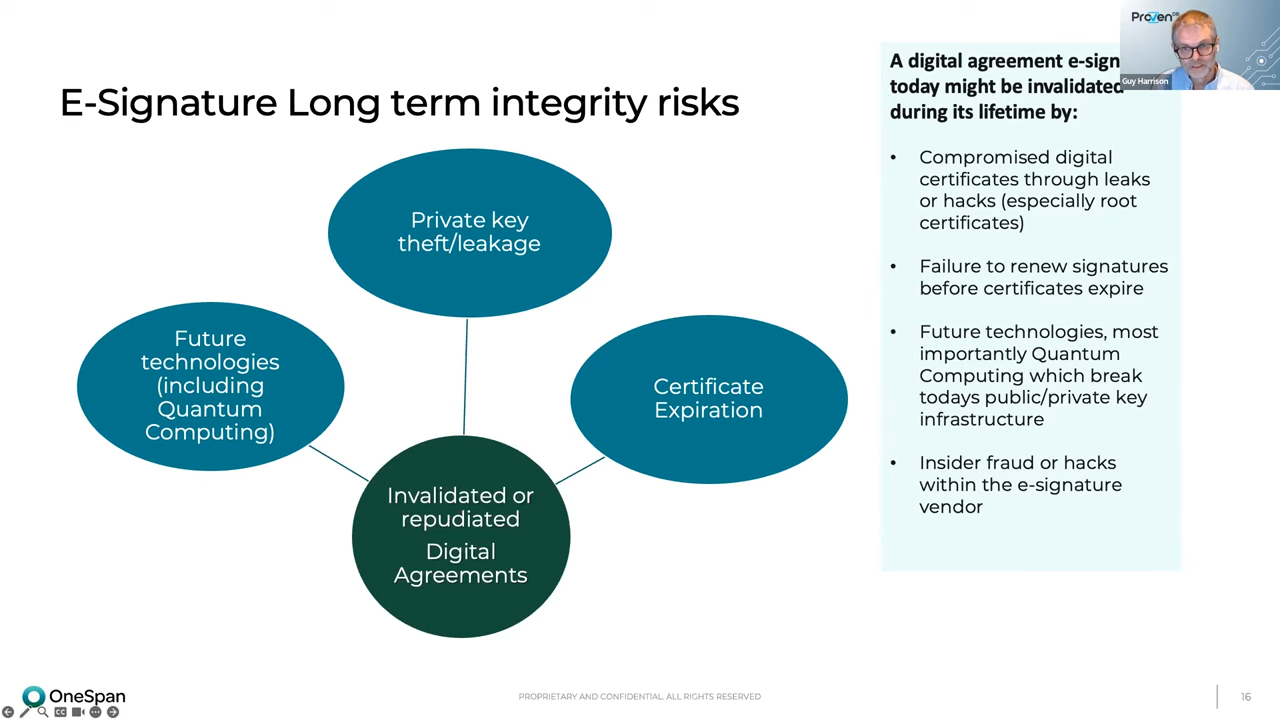 ProvenDB
Guy Harrison
E-Signature Long term integrity risks
Private key
theft/leakage
Future
technologies
(including
Quantum
Computing)
Certificate
Expiration
Invalidated or
repudiated
Digital
Agreements
A digital agreement e-sign
today might be invalidated
during its lifetime by:
• Compromised digital
certificates through leaks
or hacks (especially root
certificates)
• Failure to renew signatures
before certificates expire
• Future technologies, most
importantly Quantum
Computing which break
todays public/private key
infrastructure
• Insider fraud or hacks
within the e-signature
vendor
OneSpan
PROPRIETARY AND CONFIDENTIAL. ALL RIGHTS RESERVED
16
CC